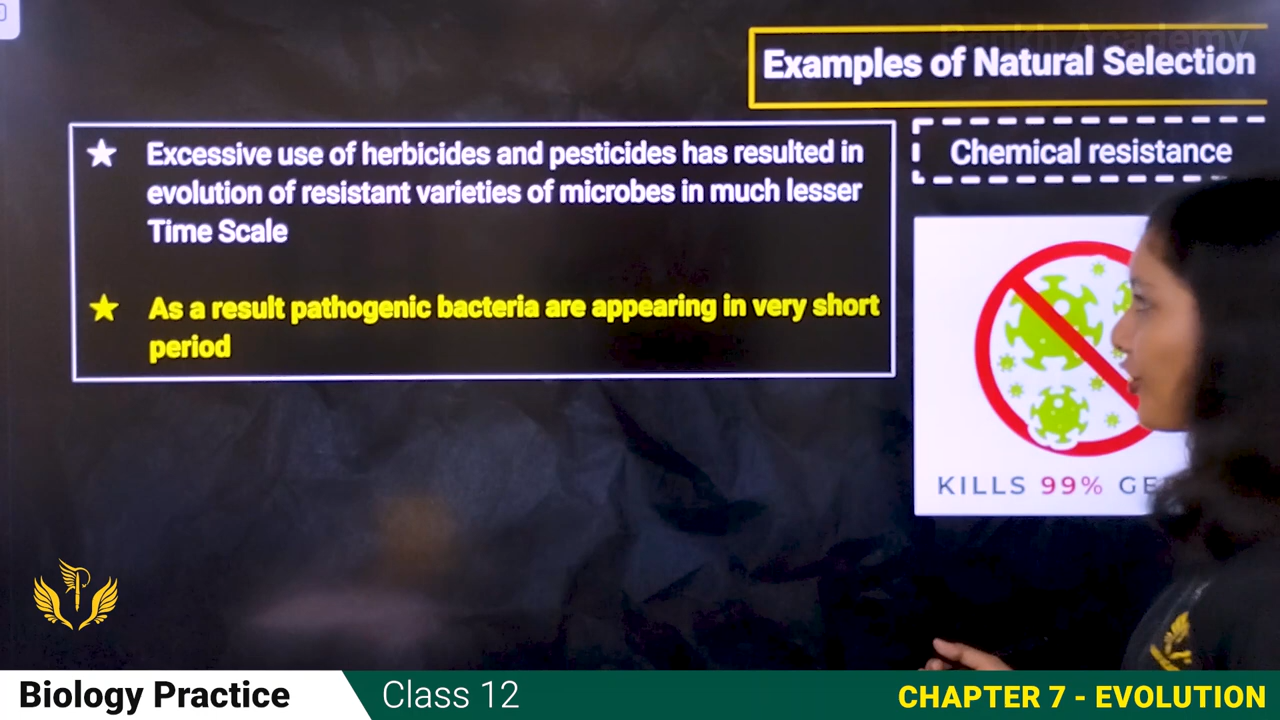 Examples of Natural Selection
Excessive use of herbicides and pesticides has resulted in
evolution of resistant varieties of microbes in much lesser
Time Scale
As a result pathogenic bacteria are appearing in very short
period
Chemical resistance
KILLS 99%
Biology Practice
Class 12
CHAPTER 7 - EVOLUTION